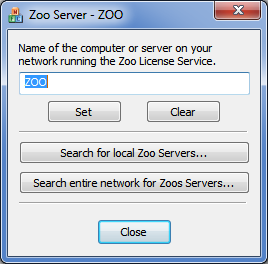 Zoo Server - ZOO
Name of the computer or server on your
network running the Zoo License Service.
ZOO
Set
Clear
Search for local Zoo Servers...
Search entire network for Zoos Servers...
Close